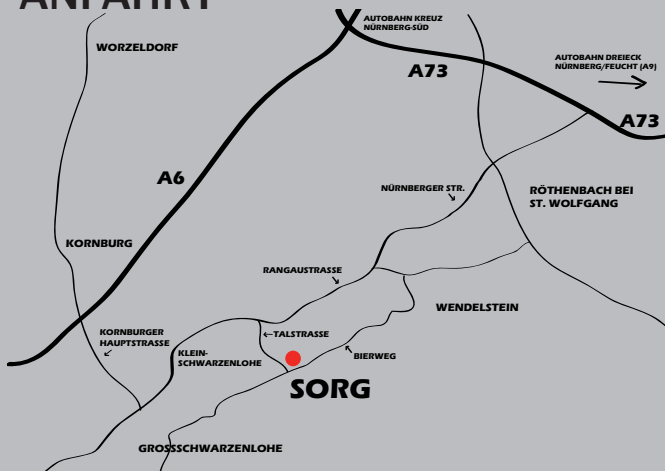 ANFAHRT
AUTOBAHN KREUZ
NÜRNBERG-SÜD
WORZELDORF
AUTOBAHN DREIECK
NÜRNBERG/FEUCHT (A9)
A73
A73
A6
NÜRNBERGER STR.
RÖTHENBACH BEI
ST. WOLFGANG
KORNBURG
RANGAUSTRASSE
WENDELSTEIN
KORNBURGER
HAUPTSTRASSE
TALSTRASSE
KLEIN-
SCHWARZENLOHE
BIERWEG
SORG
GROSSSCHWARZENLOHE